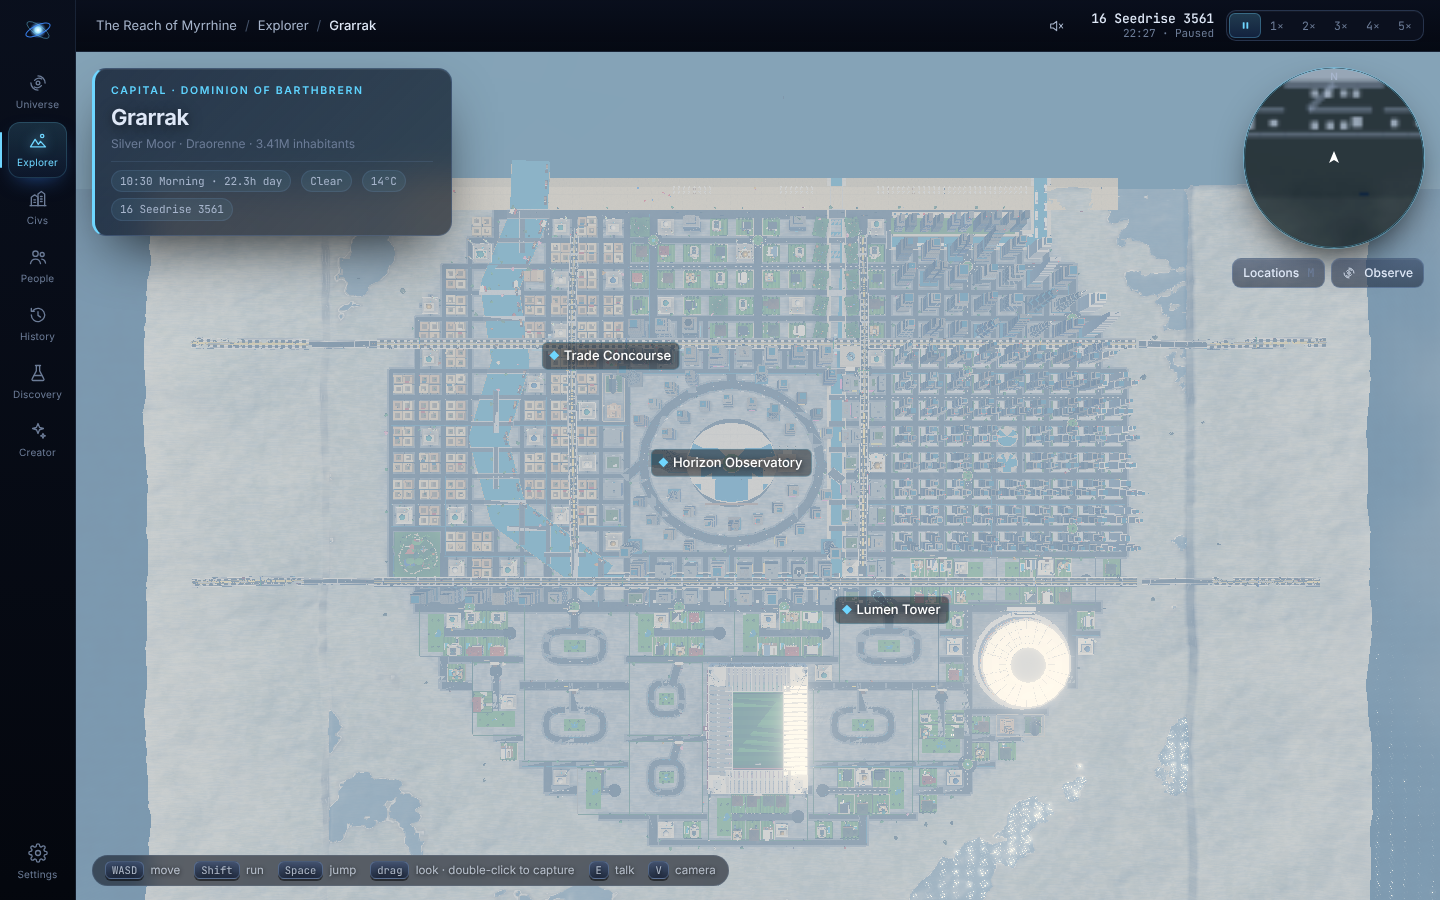 The Reach of Myrrhine / Explorer / Grarrak
16 Seedrise 3561
22:27 · Paused
1×
2×
3×
4×
5×
Universe
Explorer
Civs
People
History
Discovery
Creator
Settings
CAPITAL · DOMINION OF BARTHBRERN
Grarrak
Silver Moor · Draorenne · 3.41M inhabitants
10:30 Morning · 22.3h day
Clear
14°C
16 Seedrise 3561
N
Locations M
Observe
Trade Concourse
Horizon Observatory
Lumen Tower
WASD move Shift run Space jump drag look · double-click to capture E talk V camera